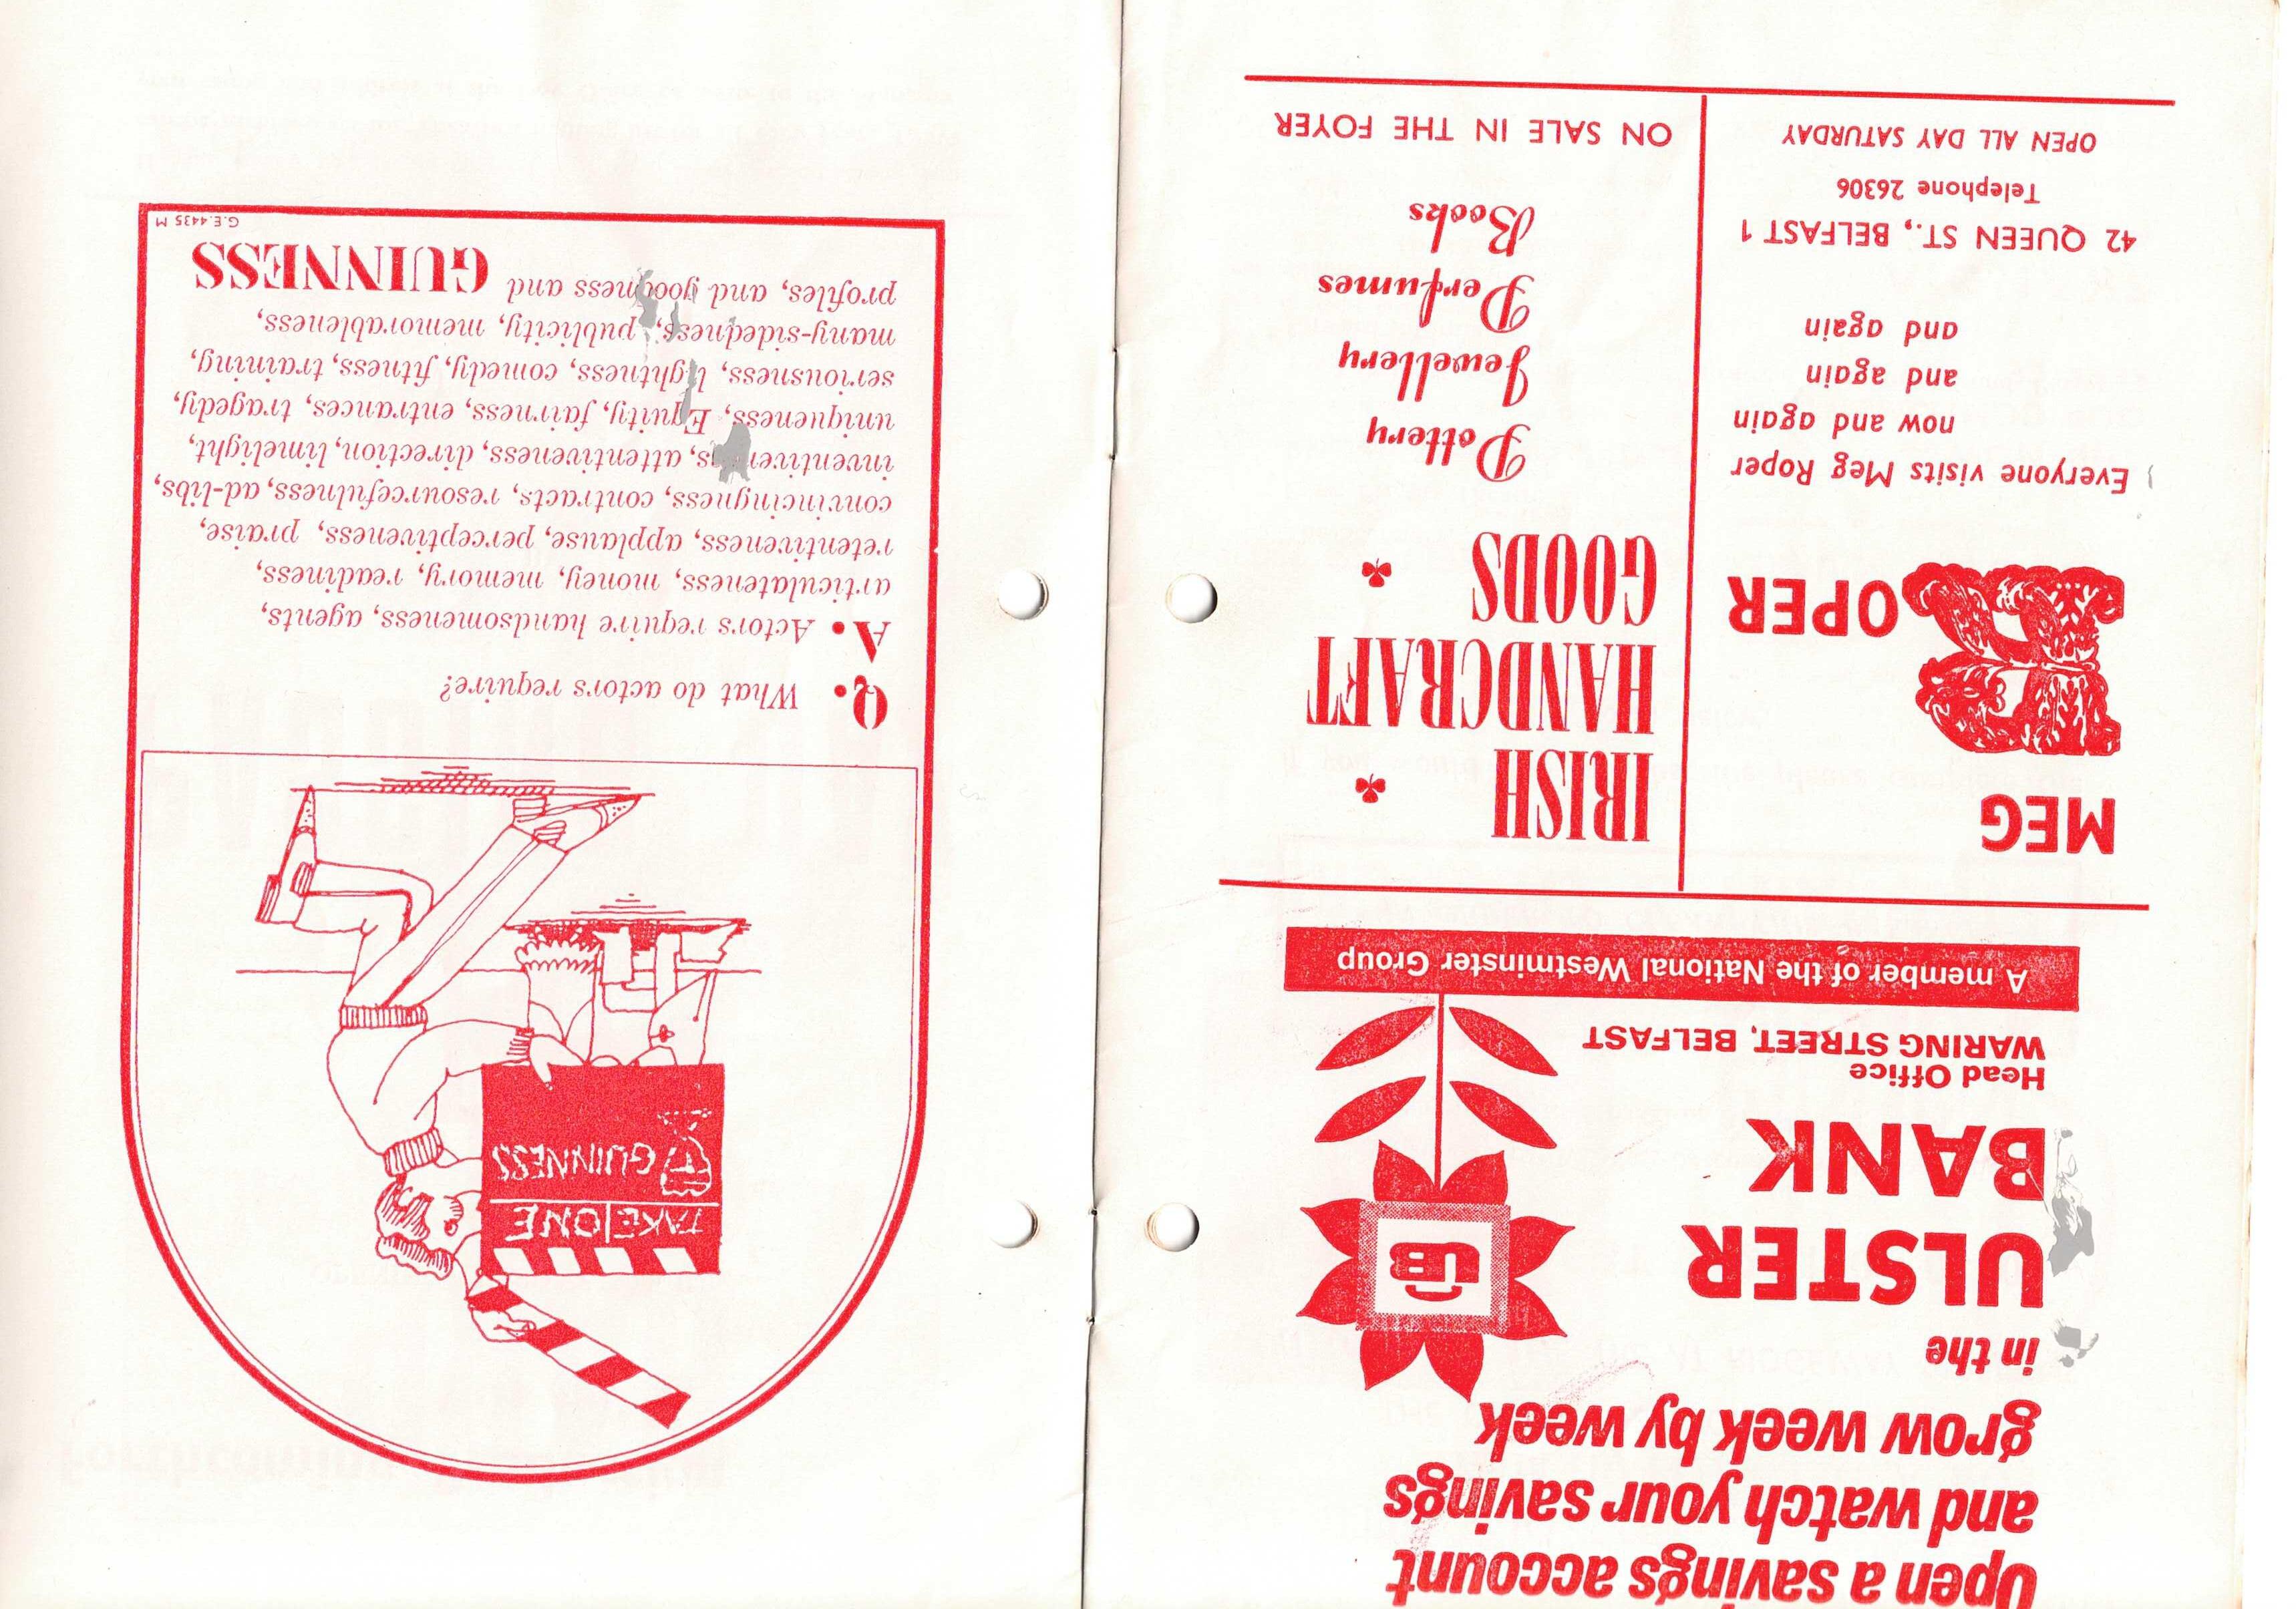 Open a savings account
and watch your savings
grow week by week
in the
ULSTER
BANK
Head Office
WARING STREET, BELFAST
UB
A member of the National Westminster Group
MEG
ROPER
Everyone visits Meg Roper
now and again
and again
and again
42 QUEEN ST., BELFAST 1
Telephone 26306
OPEN ALL DAY SATURDAY
IRISH
HANDCRAFT
GOODS
Pottery
Jewellery
Perfumes
Books
ON SALE IN THE FOYER
TAKE ONE
GUINNESS
Q. What do actors require?
A. Actors require handsomeness, agents,
articulateness, money, memory, readiness,
retentiveness, applause, perceptiveness, praise,
convincingness, contracts, resourcefulness, ad-libs,
inventiveness, attentiveness, direction, limelight,
uniqueness, Equity, fairness, entrances, tragedy,
seriousness, lightness, comedy, fitness, training,
many-sidedness, publicity, memorableness,
profiles, and goodness and GUINNESS
G.E.4435 M